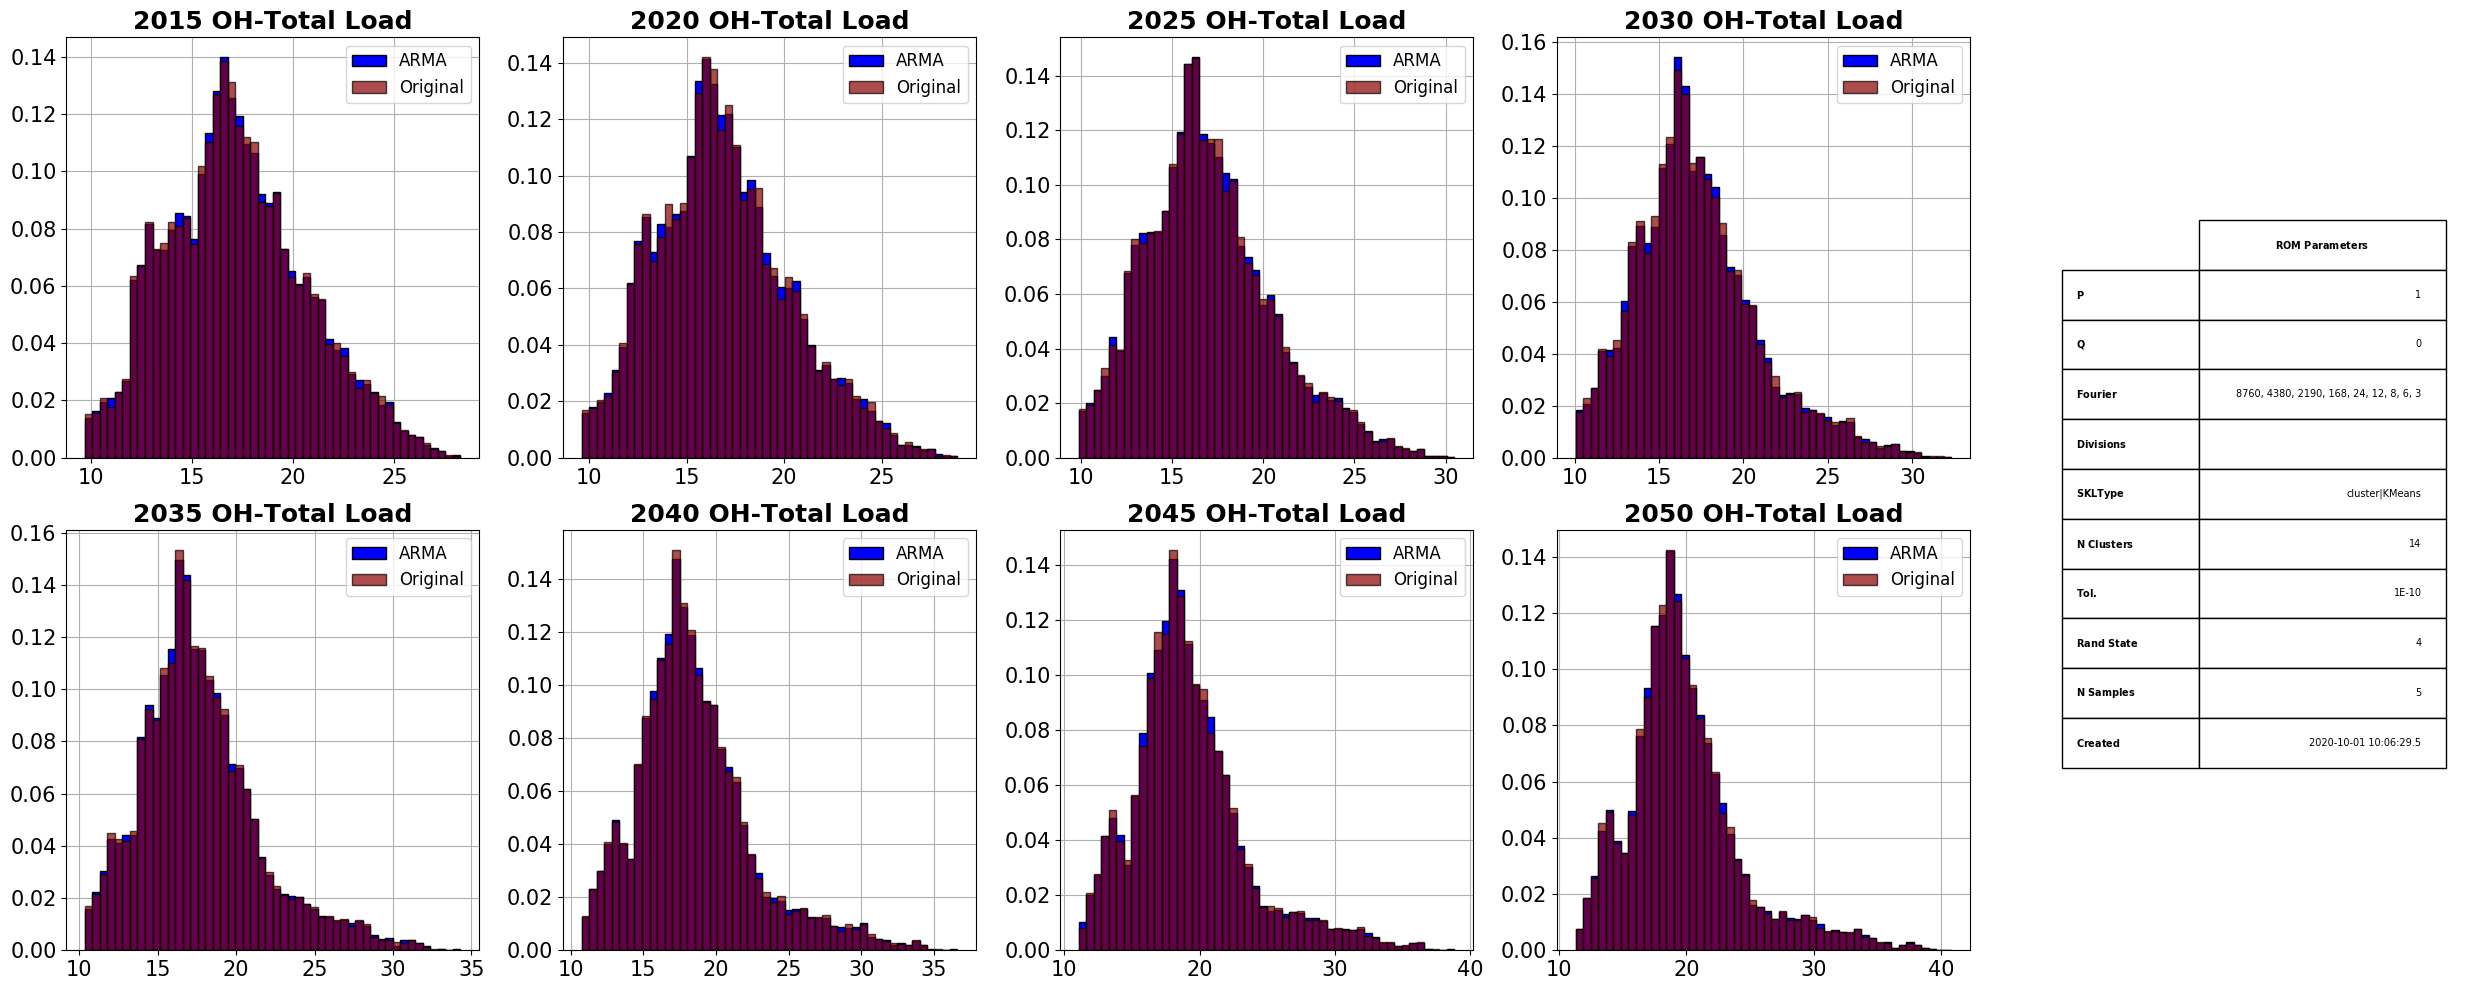 2015 OH-Total Load
0.14
0.12
0.10
0.08
0.06
0.04
0.02
0.00
10 15 20 25
ARMA
Original
2020 OH-Total Load
0.14
0.12
0.10
0.08
0.06
0.04
0.02
0.00
10 15 20 25
ARMA
Original
2025 OH-Total Load
0.14
0.12
0.10
0.08
0.06
0.04
0.02
0.00
10 15 20 25 30
ARMA
Original
2030 OH-Total Load
0.16
0.14
0.12
0.10
0.08
0.06
0.04
0.02
0.00
10 15 20 25 30
ARMA
Original
2035 OH-Total Load
0.16
0.14
0.12
0.10
0.08
0.06
0.04
0.02
0.00
10 15 20 25 30 35
ARMA
Original
2040 OH-Total Load
0.14
0.12
0.10
0.08
0.06
0.04
0.02
0.00
10 15 20 25 30 35
ARMA
Original
2045 OH-Total Load
0.14
0.12
0.10
0.08
0.06
0.04
0.02
0.00
10 20 30 40
ARMA
Original
2050 OH-Total Load
0.14
0.12
0.10
0.08
0.06
0.04
0.02
0.00
10 20 30 40
ARMA
Original
ROM Parameters
P 1
Q 0
Fourier 8760, 4380, 2190, 168, 24, 12, 8, 6, 3
Divisions
SKLType cluster|KMeans
N Clusters 14
Tol. 1E-10
Rand State 4
N Samples 5
Created 2020-10-01 10:06:29.5